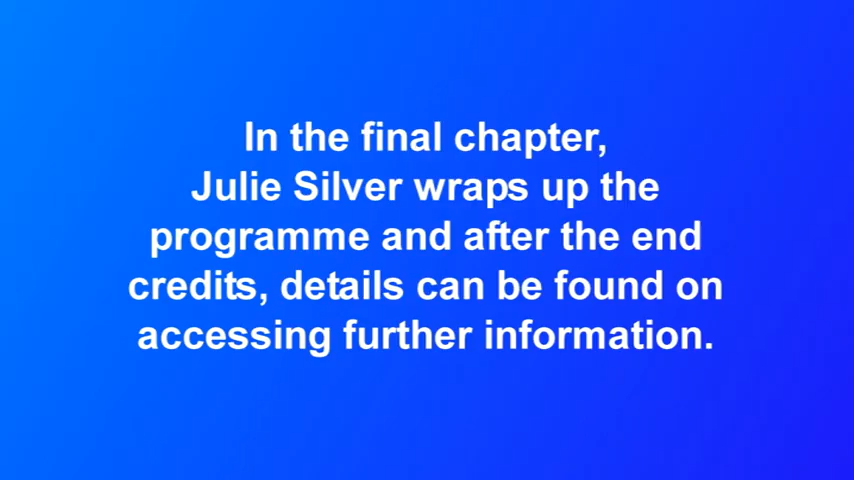 In the final chapter,
Julie Silver wraps up the
programme and after the end
credits, details can be found on
accessing further information.